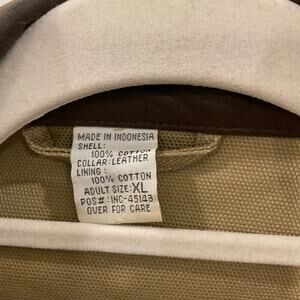 MADE IN INDONESIA
SHELL:
100% COTTON
COLLAR:LEATHER
LINING:
100% COTTON
ADULT SIZE:XL
POS#:INC-45143
OVER FOR CARE